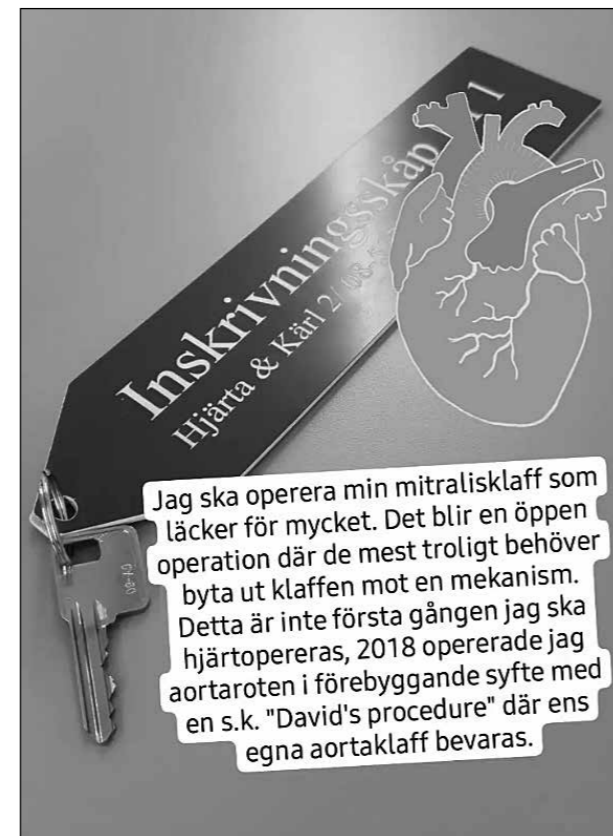 Inskrivningsskåp
Hjärta & Kärl
Jag ska operera min mitralisklaff som
läcker för mycket. Det blir en öppen
operation där de mest troligt behöver
byta ut klaffen mot en mekanism.
Detta är inte första gången jag ska
hjärtopereras, 2018 opererade jag
aortaroten i förebyggande syfte med
en s.k. "David's procedure" där ens
egna aortaklaff bevaras.